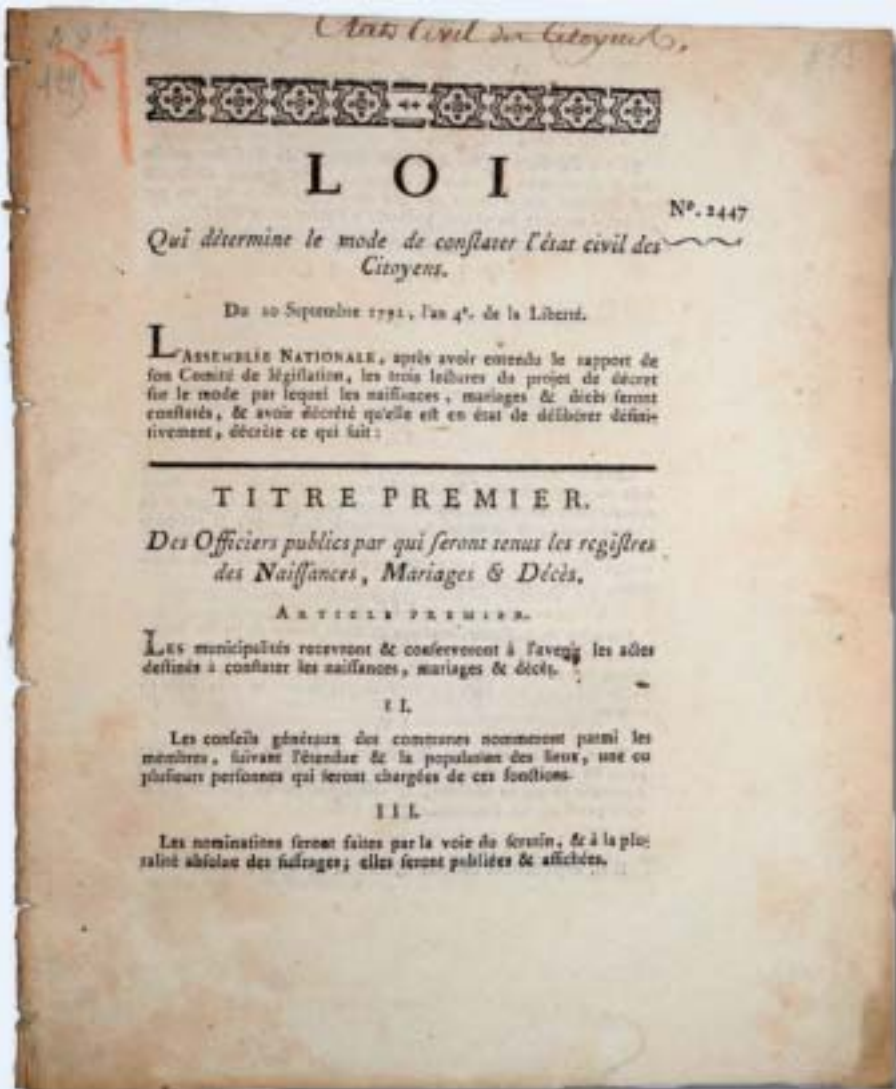 Civil des Citoyens.
LOI
N°. 2447
Qui détermine le mode de conſtater l'état civil des
Citoyens.
Du 20 Septembre 1792, l'an 4e. de la Liberté.
L'ASSEMBLÉE NATIONALE, après avoir entendu le rapport de
ſon Comité de légiſlation, les trois lectures du projet de décret
ſur le mode par lequel les naiſſances, mariages & décès ſeront
conſtatés, & avoir décrété qu'elle eſt en état de délibérer défini-
tivement, décrète ce qui ſuit :
TITRE PREMIER.
Des Officiers publics par qui ſeront tenus les regiſtres
des Naiſſances, Mariages & Décès.
ARTICLE PREMIER.
LES municipalités recevront & conſerveront à l'avenir les actes
deſtinés à conſtater les naiſſances, mariages & décès.
II.
Les conſeils généraux des communes nommeront parmi les
membres, ſuivant l'étendue & la population des lieux, une ou
pluſieurs perſonnes qui ſeront chargées de ces fonctions.
III.
Les nominations ſeront faites par la voie du ſcrutin, & à la plu-
ralité abſolue des ſuffrages; elles ſeront publiées & affichées.